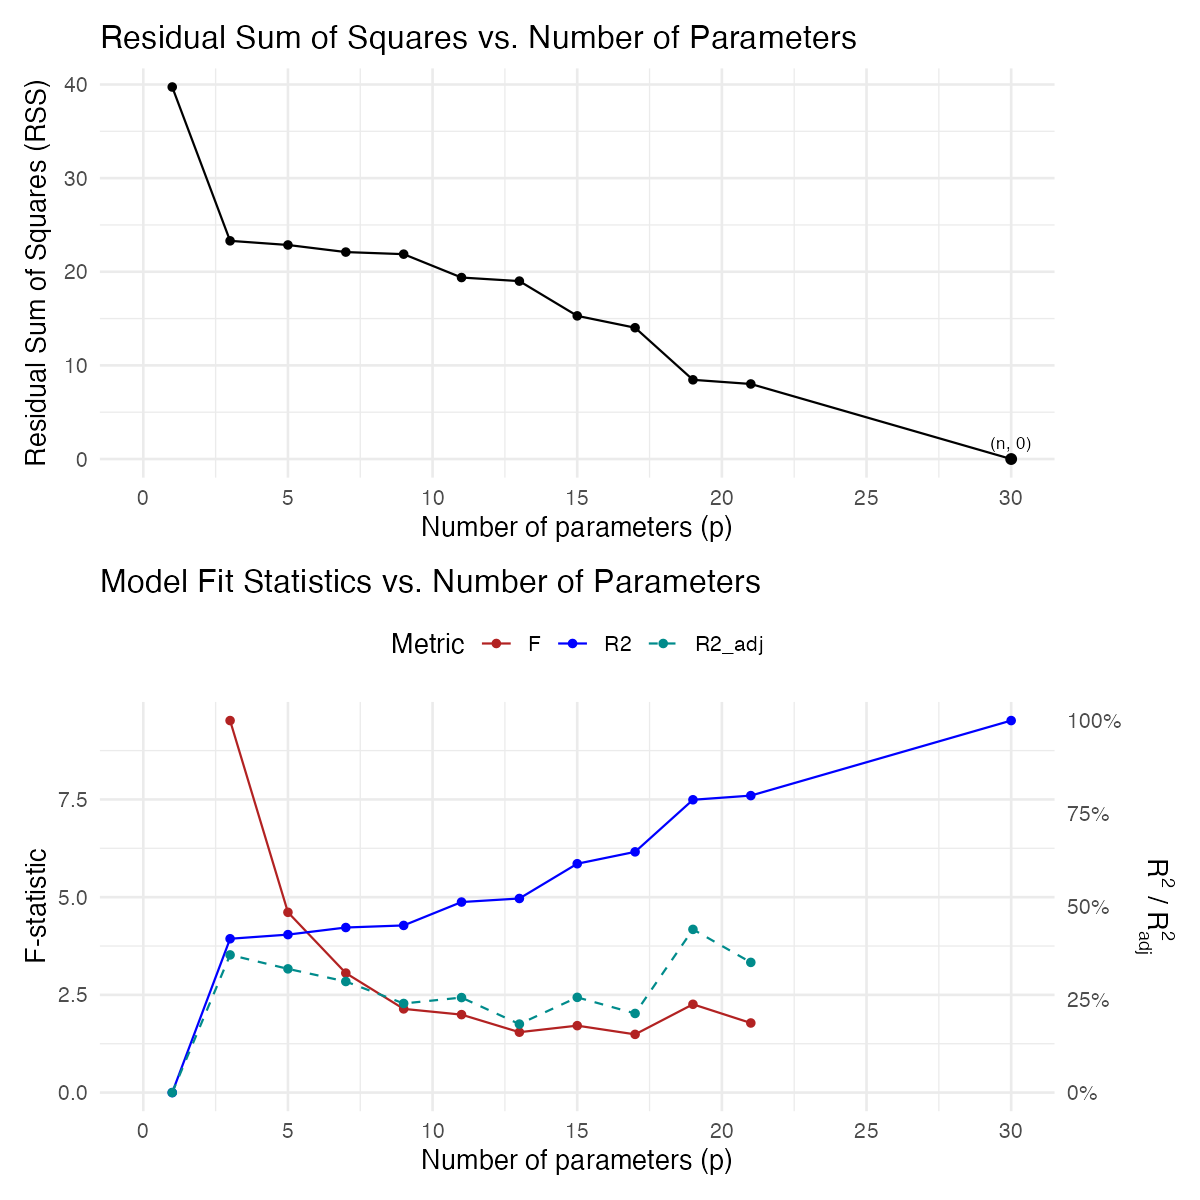 Residual Sum of Squares vs. Number of Parameters
Residual Sum of Squares (RSS)
40
30
20
10
0
(n, 0)
0 5 10 15 20 25 30
Number of parameters (p)
Model Fit Statistics vs. Number of Parameters
Metric F R2 R2_adj
F-statistic
7.5
5.0
2.5
0.0
100%
75%
50%
25%
0%
R² / R²adj
0 5 10 15 20 25 30
Number of parameters (p)